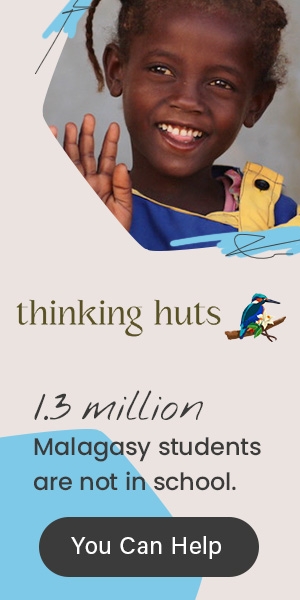 thinking huts
1.3 million
Malagasy students
are not in school.
You Can Help